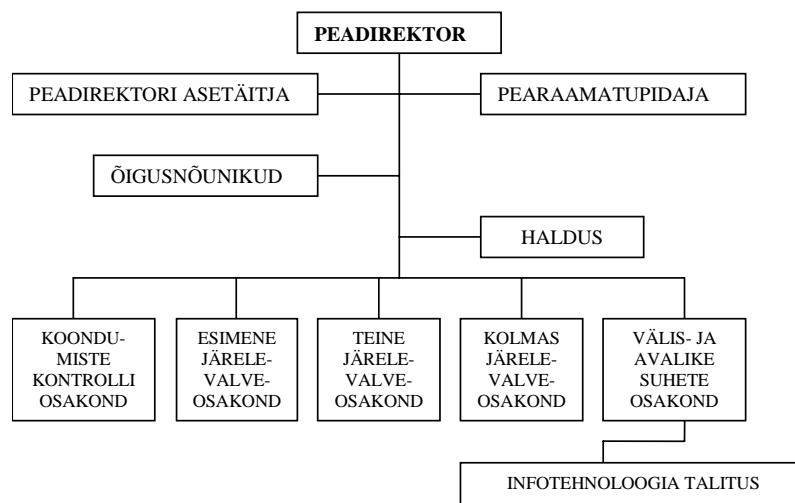 PEADIREKTOR
PEADIREKTORI ASETÄITJA
PEARAAMATUPIDAJA
ÕIGUSNÕUNIKUD
HALDUS
KOONDU-
MISTE
KONTROLLI
OSAKOND
ESIMENE
JÄRELE-
VALVE-
OSAKOND
TEINE
JÄRELE-
VALVE-
OSAKOND
KOLMAS
JÄRELE-
VALVE-
OSAKOND
VÄLIS- JA
AVALIKE
SUHETE
OSAKOND
INFOTEHNOLOOGIA TALITUS